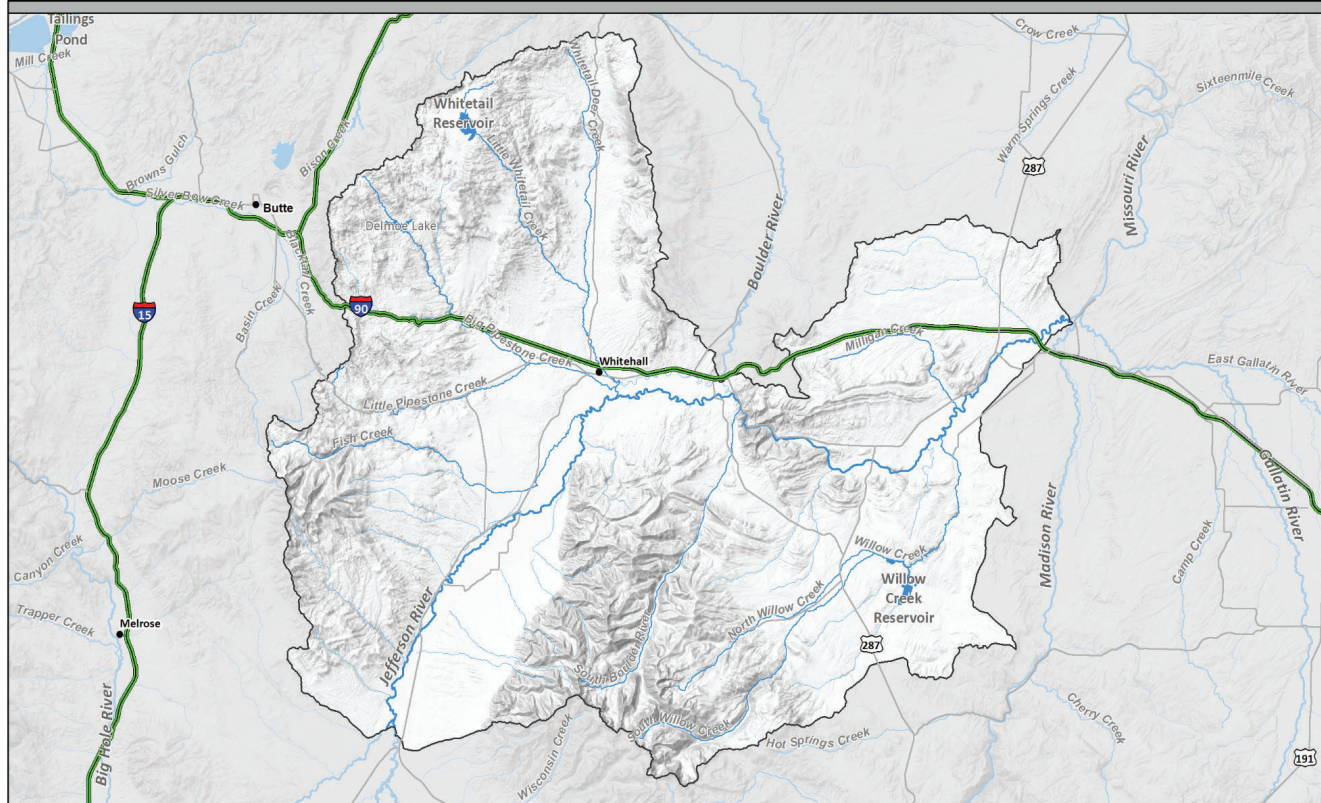 Tailings
Pond
Mill Creek
Crow Creek
Sixteenmile Creek
Whitetail Deer Creek
Warm Springs Creek
Whitetail
Reservoir
Little Whitetail Creek
Bison Creek
Browns Gulch
Silver Bow Creek
Butte
287
Missouri River
Boulder River
Delmoe Lake
Blacktail Creek
Basin Creek
15
90
Big Pipestone Creek
Whitehall
Milligan Creek
East Gallatin River
Little Pipestone Creek
Fish Creek
Moose Creek
Gallatin River
Madison River
Camp Creek
Canyon Creek
Willow Creek
Willow
Creek
Reservoir
North Willow Creek
Trapper Creek
Melrose
Jefferson River
South Boulder River
287
Big Hole River
South Willow Creek
Hot Springs Creek
Wisconsin Creek
Cherry Creek
191